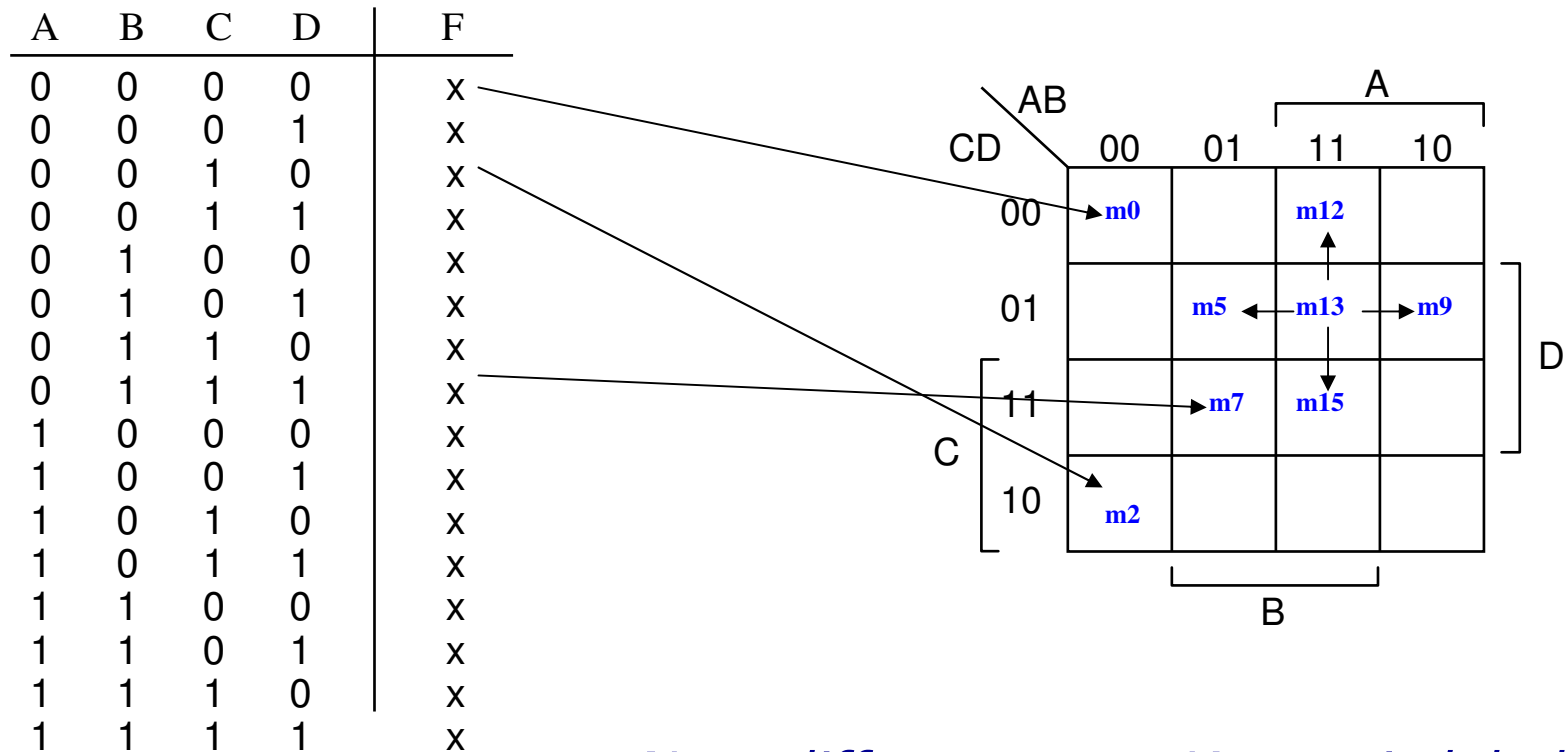 A B C D F
0 0 0 0 x
0 0 0 1 x
0 0 1 0 x
0 0 1 1 x
0 1 0 0 x
0 1 0 1 x
0 1 1 0 x
0 1 1 1 x
1 0 0 0 x
1 0 0 1 x
1 0 1 0 x
1 0 1 1 x
1 1 0 0 x
1 1 0 1 x
1 1 1 0 x
1 1 1 1 x
A
AB
CD 00 01 11 10
00 m0 m12
01 m5 m13 m9
D
11 m7 m15
C
10 m2
B